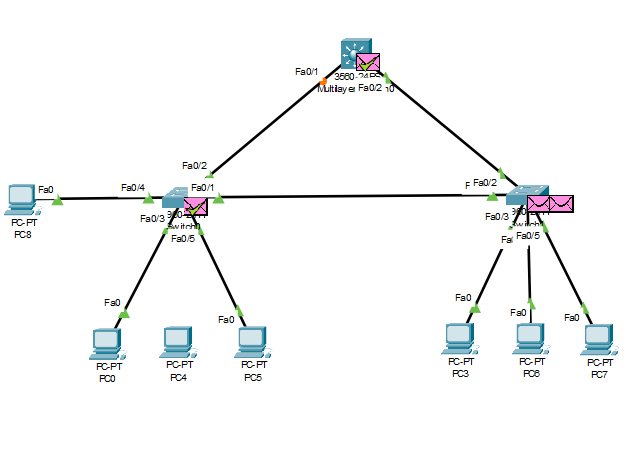 Fa0/1
3560-24PS
Fa0/2
Fa0/2
Fa0
Fa0/4
Fa0/1
Fa0/2
Fa0/3
Fa0/3
Fa0/5
Fa0/5
PC-PT
PC8
Fa0
Fa0
Fa0
Fa0
Fa0
PC-PT
PC0
PC-PT
PC4
PC-PT
PC5
PC-PT
PC3
PC-PT
PC6
PC-PT
PC7